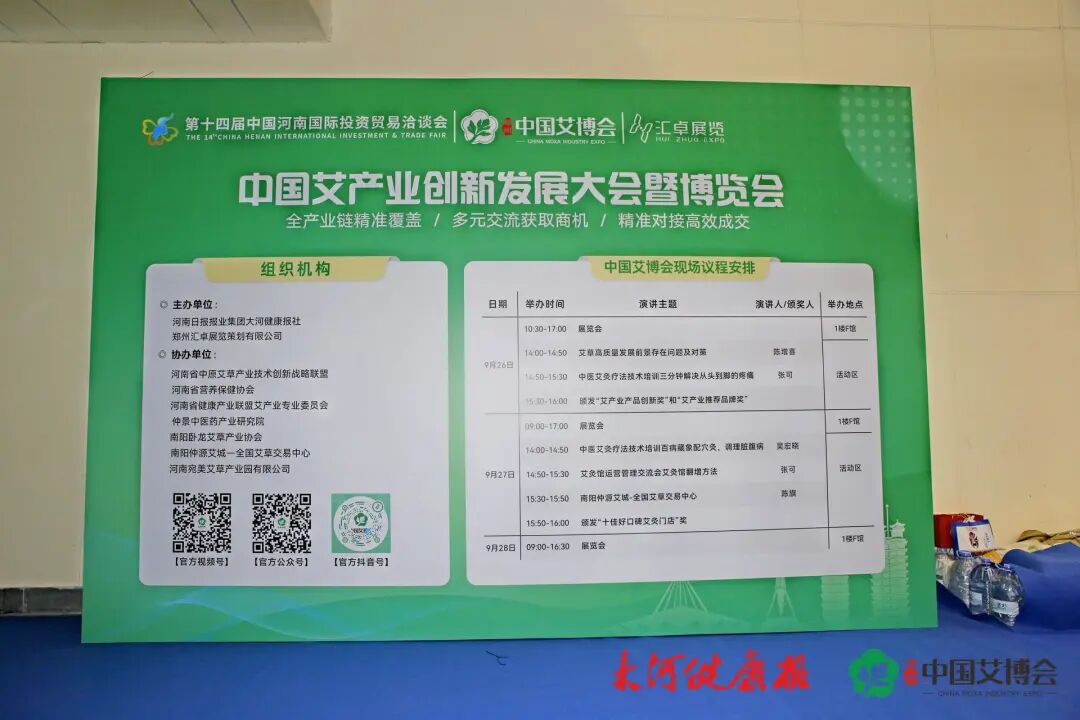 第十四届中国河南国际投资贸易洽谈会
THE 14TH CHINA HENAN INTERNATIONAL INVESTMENT & TRADE FAIR
中国艾博会
CHINA MOXA INDUSTRY EXPO
汇卓展览
HUI ZHUO EXPO
中国艾产业创新发展大会暨博览会
全产业链精准覆盖 / 多元交流获取商机 / 精准对接高效成交
组织机构
◎ 主办单位：
河南日报报业集团大河健康报社
郑州汇卓展览策划有限公司
◎ 协办单位：
河南省中原艾草产业技术创新战略联盟
河南省营养保健协会
河南省健康产业联盟艾产业专业委员会
仲景中医药产业研究院
南阳卧龙艾草产业协会
南阳仲源艾城—全国艾草交易中心
河南宛美艾草产业园有限公司
【官方视频号】 【官方公众号】 【官方抖音号】
中国艾博会现场议程安排
日期 举办时间 演讲主题 演讲人/颁奖人 举办地点
10:30-17:00 展览会 1楼F馆
9月26日
14:00-14:50 艾草高质量发展前景存在问题及对策 陈增喜
14:50-15:30 中医艾灸疗法技术培训三分钟解决从头到脚的疼痛 张可 活动区
15:30-16:00 颁发“艾产业产品创新奖”和“艾产业推荐品牌奖”
09:00-17:00 展览会 1楼F馆
14:00-14:50 中医艾灸疗法技术培训百病藏象配穴灸、调理脏腑病 吴宏晓
9月27日 14:50-15:30 艾灸馆运营管理交流会艾灸馆翻增方法 张可 活动区
15:30-15:50 南阳仲源艾城-全国艾草交易中心 陈旗
15:50-16:00 颁发“十佳好口碑艾灸门店”奖
9月28日 09:00-16:30 展览会 1楼F馆
大河健康报
中国艾博会
CHINA MOXA INDUSTRY EXPO